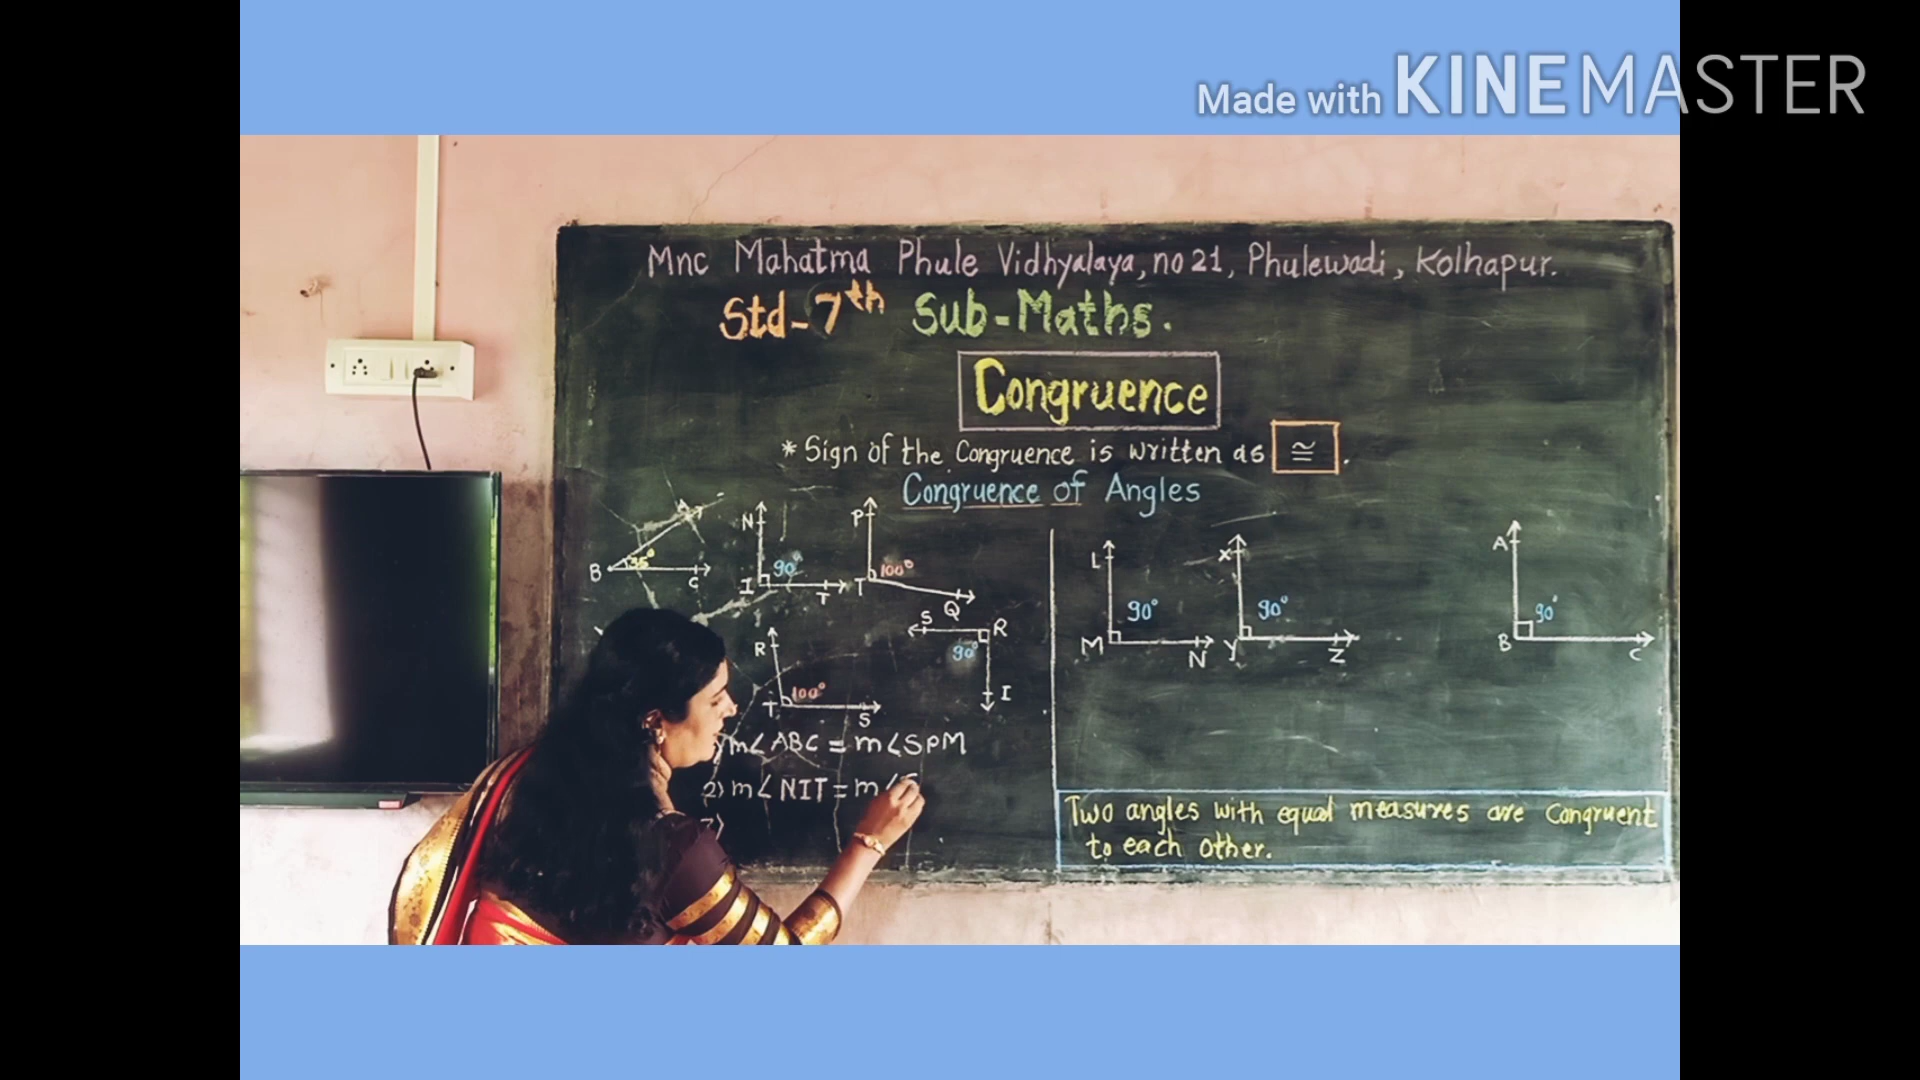 Made with KINEMASTER
Mnc Mahatma Phule Vidhyalaya, no 21, Phulewadi, Kolhapur.
Std-7th Sub-Maths.
Congruence
* Sign of the Congruence is written as ≅.
Congruence of Angles
A
B 35° C
N
I 90° T
P
T 100° Q
R
T 100° S
S R
90°
I
L
M 90° N
X
Y 90° Z
A
B 90° C
m∠ABC = m∠SPM
2) m∠NIT = m∠S
Two angles with equal measures are congruent
to each other.